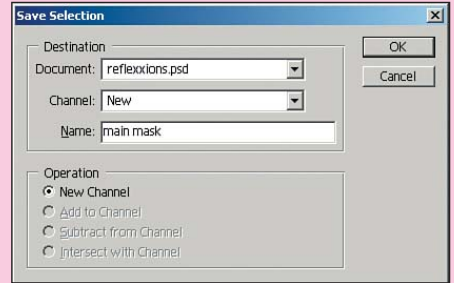 Save Selection
Destination
Document: reflexxions.psd
Channel: New
Name: main mask
OK
Cancel
Operation
New Channel
Add to Channel
Subtract from Channel
Intersect with Channel